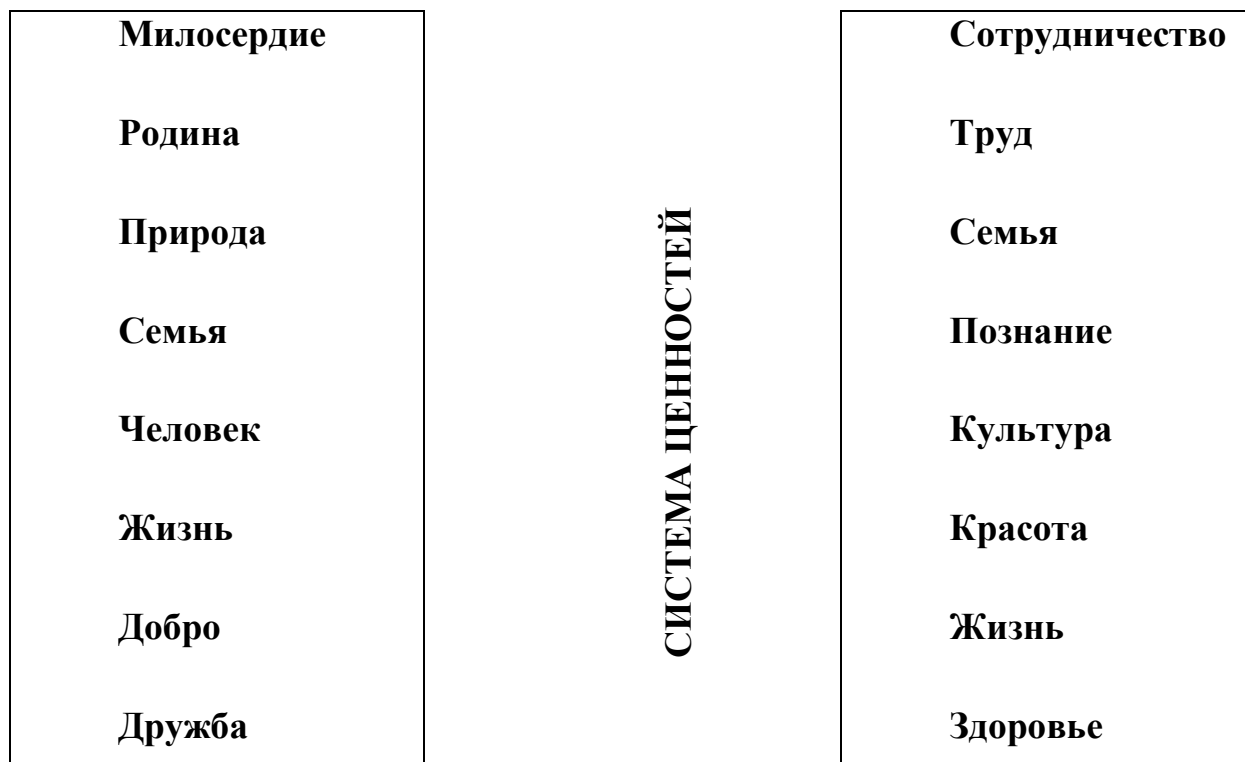 Милосердие
Родина
Природа
Семья
Человек
Жизнь
Добро
Дружба
СИСТЕМА ЦЕННОСТЕЙ
Сотрудничество
Труд
Семья
Познание
Культура
Красота
Жизнь
Здоровье